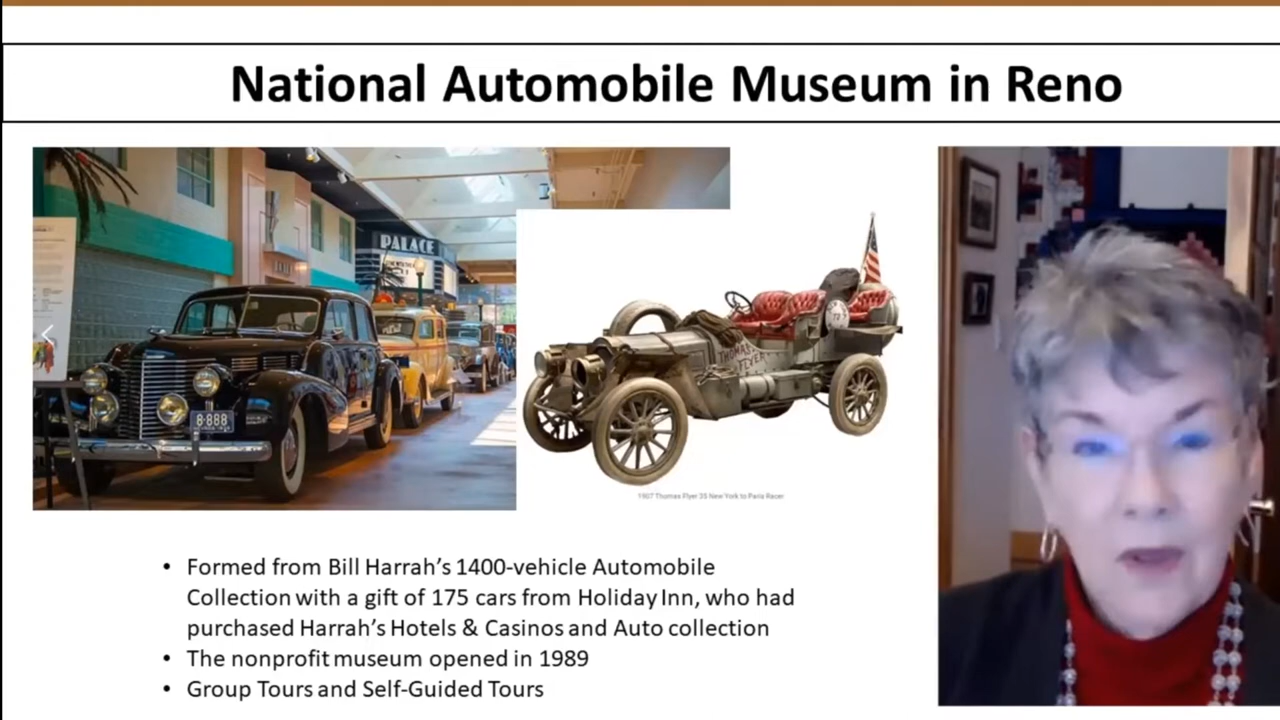 National Automobile Museum in Reno
PALACE
8·888
THOMAS
FLYER
1907 Thomas Flyer 35 New York to Paris Racer
• Formed from Bill Harrah's 1400-vehicle Automobile
Collection with a gift of 175 cars from Holiday Inn, who had
purchased Harrah's Hotels & Casinos and Auto collection
• The nonprofit museum opened in 1989
• Group Tours and Self-Guided Tours